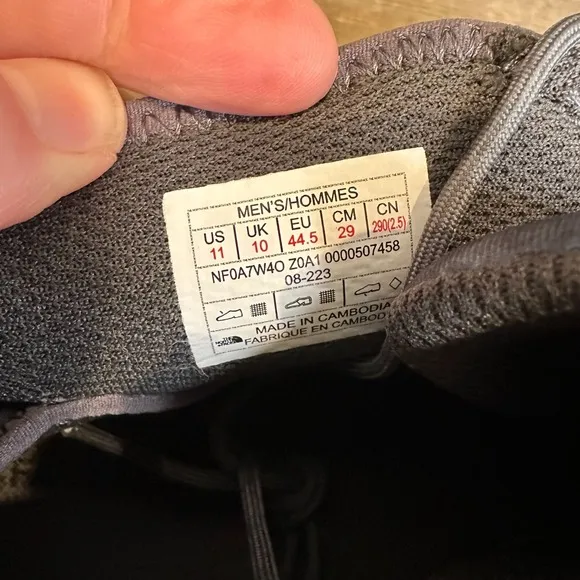 MEN'S/HOMMES
US UK EU CM CN
11 10 44.5 29 290(2.5)
NF0A7W4O Z0A1 0000507458
08-223
MADE IN CAMBODIA
FABRIQUE EN CAMBOD